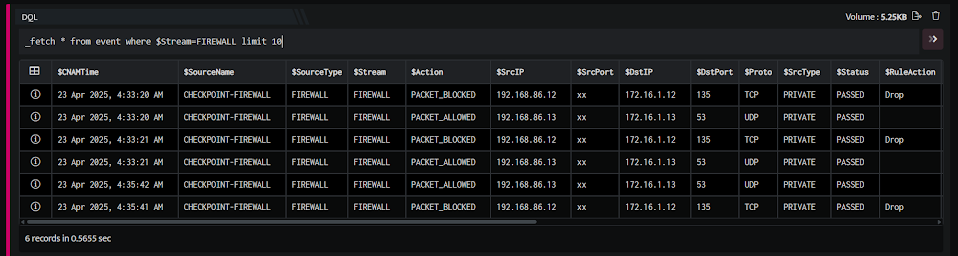 DQL
Volume : 5.25KB
_fetch * from event where $Stream=FIREWALL limit 10
$CNAMTime $SourceName $SourceType $Stream $Action $SrcIP $SrcPort $DstIP $DstPort $Proto $SrcType $Status $RuleAction
23 Apr 2025, 4:33:20 AM CHECKPOINT-FIREWALL FIREWALL FIREWALL PACKET_BLOCKED 192.168.86.12 xx 172.16.1.12 135 TCP PRIVATE PASSED Drop
23 Apr 2025, 4:33:20 AM CHECKPOINT-FIREWALL FIREWALL FIREWALL PACKET_ALLOWED 192.168.86.13 xx 172.16.1.13 53 UDP PRIVATE PASSED
23 Apr 2025, 4:33:21 AM CHECKPOINT-FIREWALL FIREWALL FIREWALL PACKET_BLOCKED 192.168.86.12 xx 172.16.1.12 135 TCP PRIVATE PASSED Drop
23 Apr 2025, 4:33:21 AM CHECKPOINT-FIREWALL FIREWALL FIREWALL PACKET_ALLOWED 192.168.86.13 xx 172.16.1.13 53 UDP PRIVATE PASSED
23 Apr 2025, 4:35:42 AM CHECKPOINT-FIREWALL FIREWALL FIREWALL PACKET_ALLOWED 192.168.86.13 xx 172.16.1.13 53 UDP PRIVATE PASSED
23 Apr 2025, 4:35:41 AM CHECKPOINT-FIREWALL FIREWALL FIREWALL PACKET_BLOCKED 192.168.86.12 xx 172.16.1.12 135 TCP PRIVATE PASSED Drop
6 records in 0.5655 sec